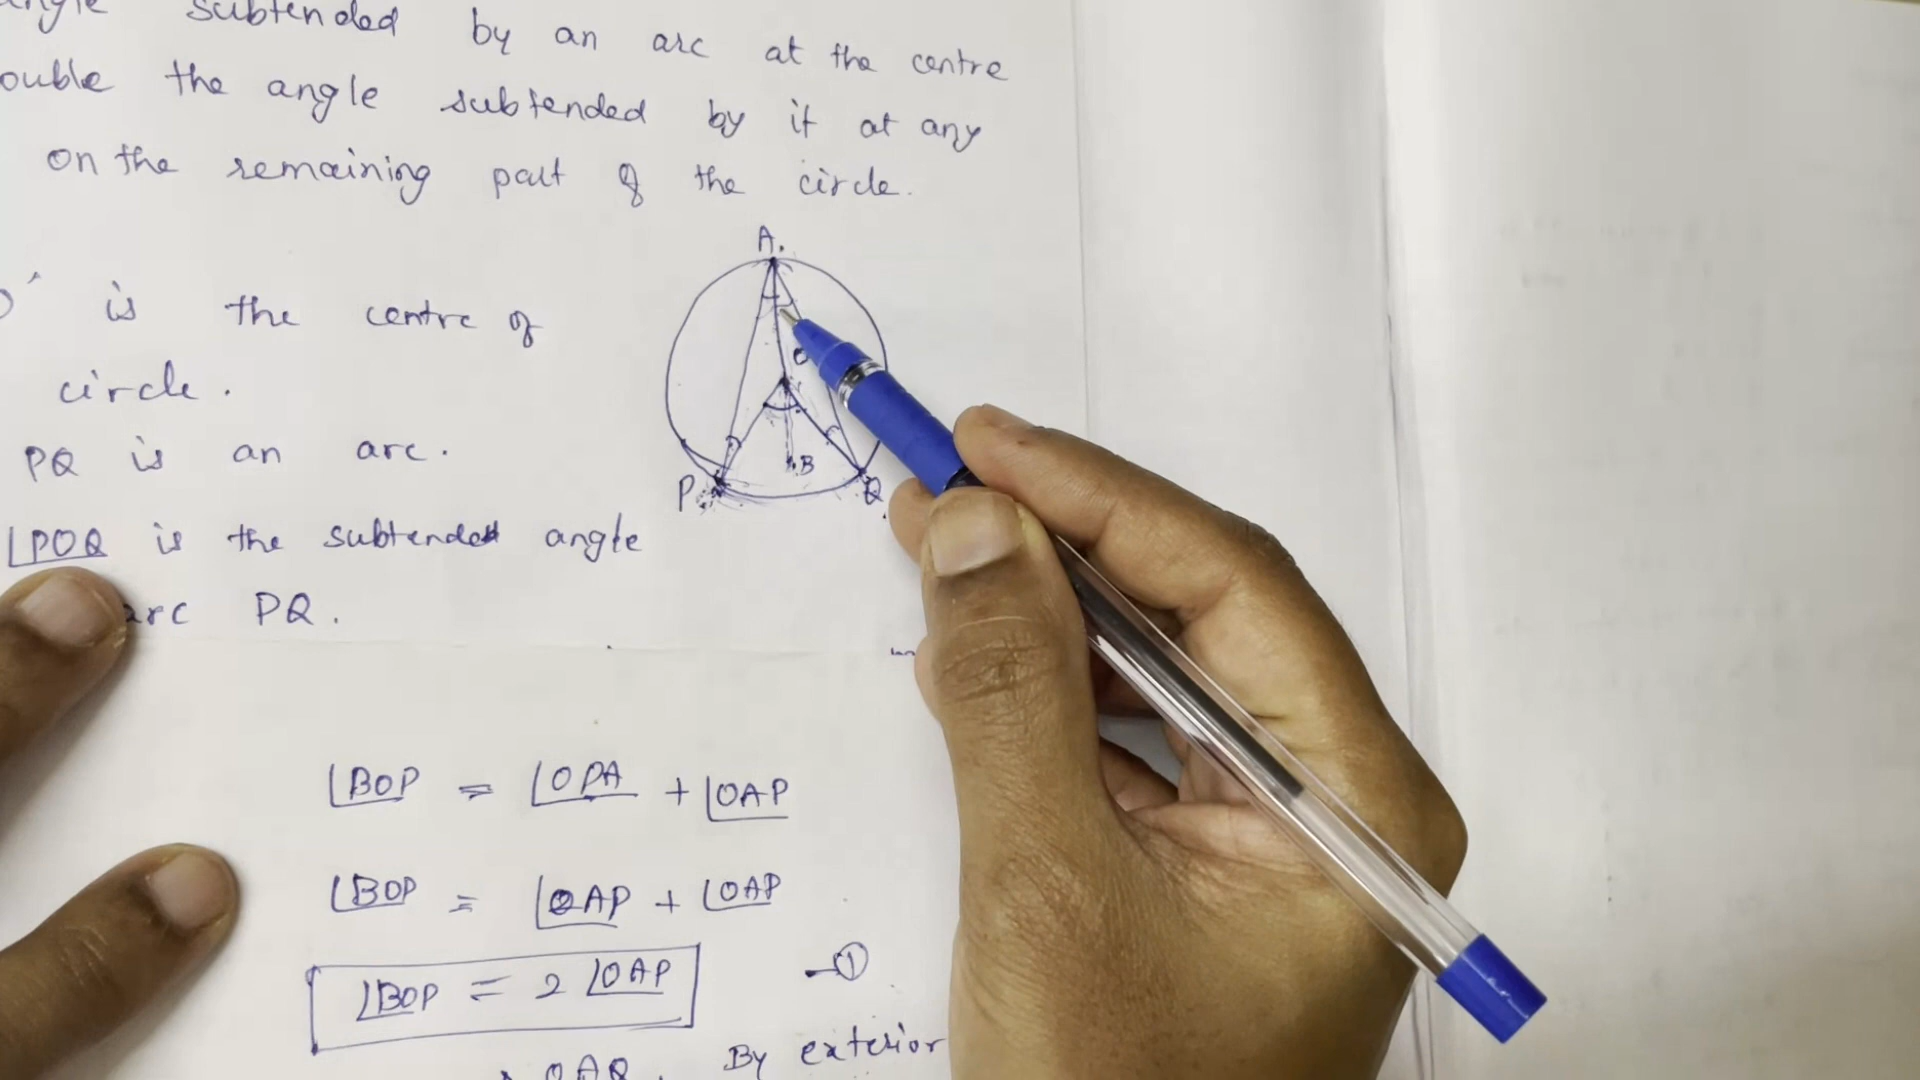 angle subtended by an arc at the centre
ouble the angle subtended by it at any
on the remaining part of the circle.
A.
is the centre of
circle.
O
PQ is an arc.
B
P
Q
∠POQ is the subtended angle
arc PQ.
∠BOP = ∠OPA + ∠OAP
∠BOP = ∠OAP + ∠OAP
∠BOP = 2 ∠OAP —①
OAQ. By exterior